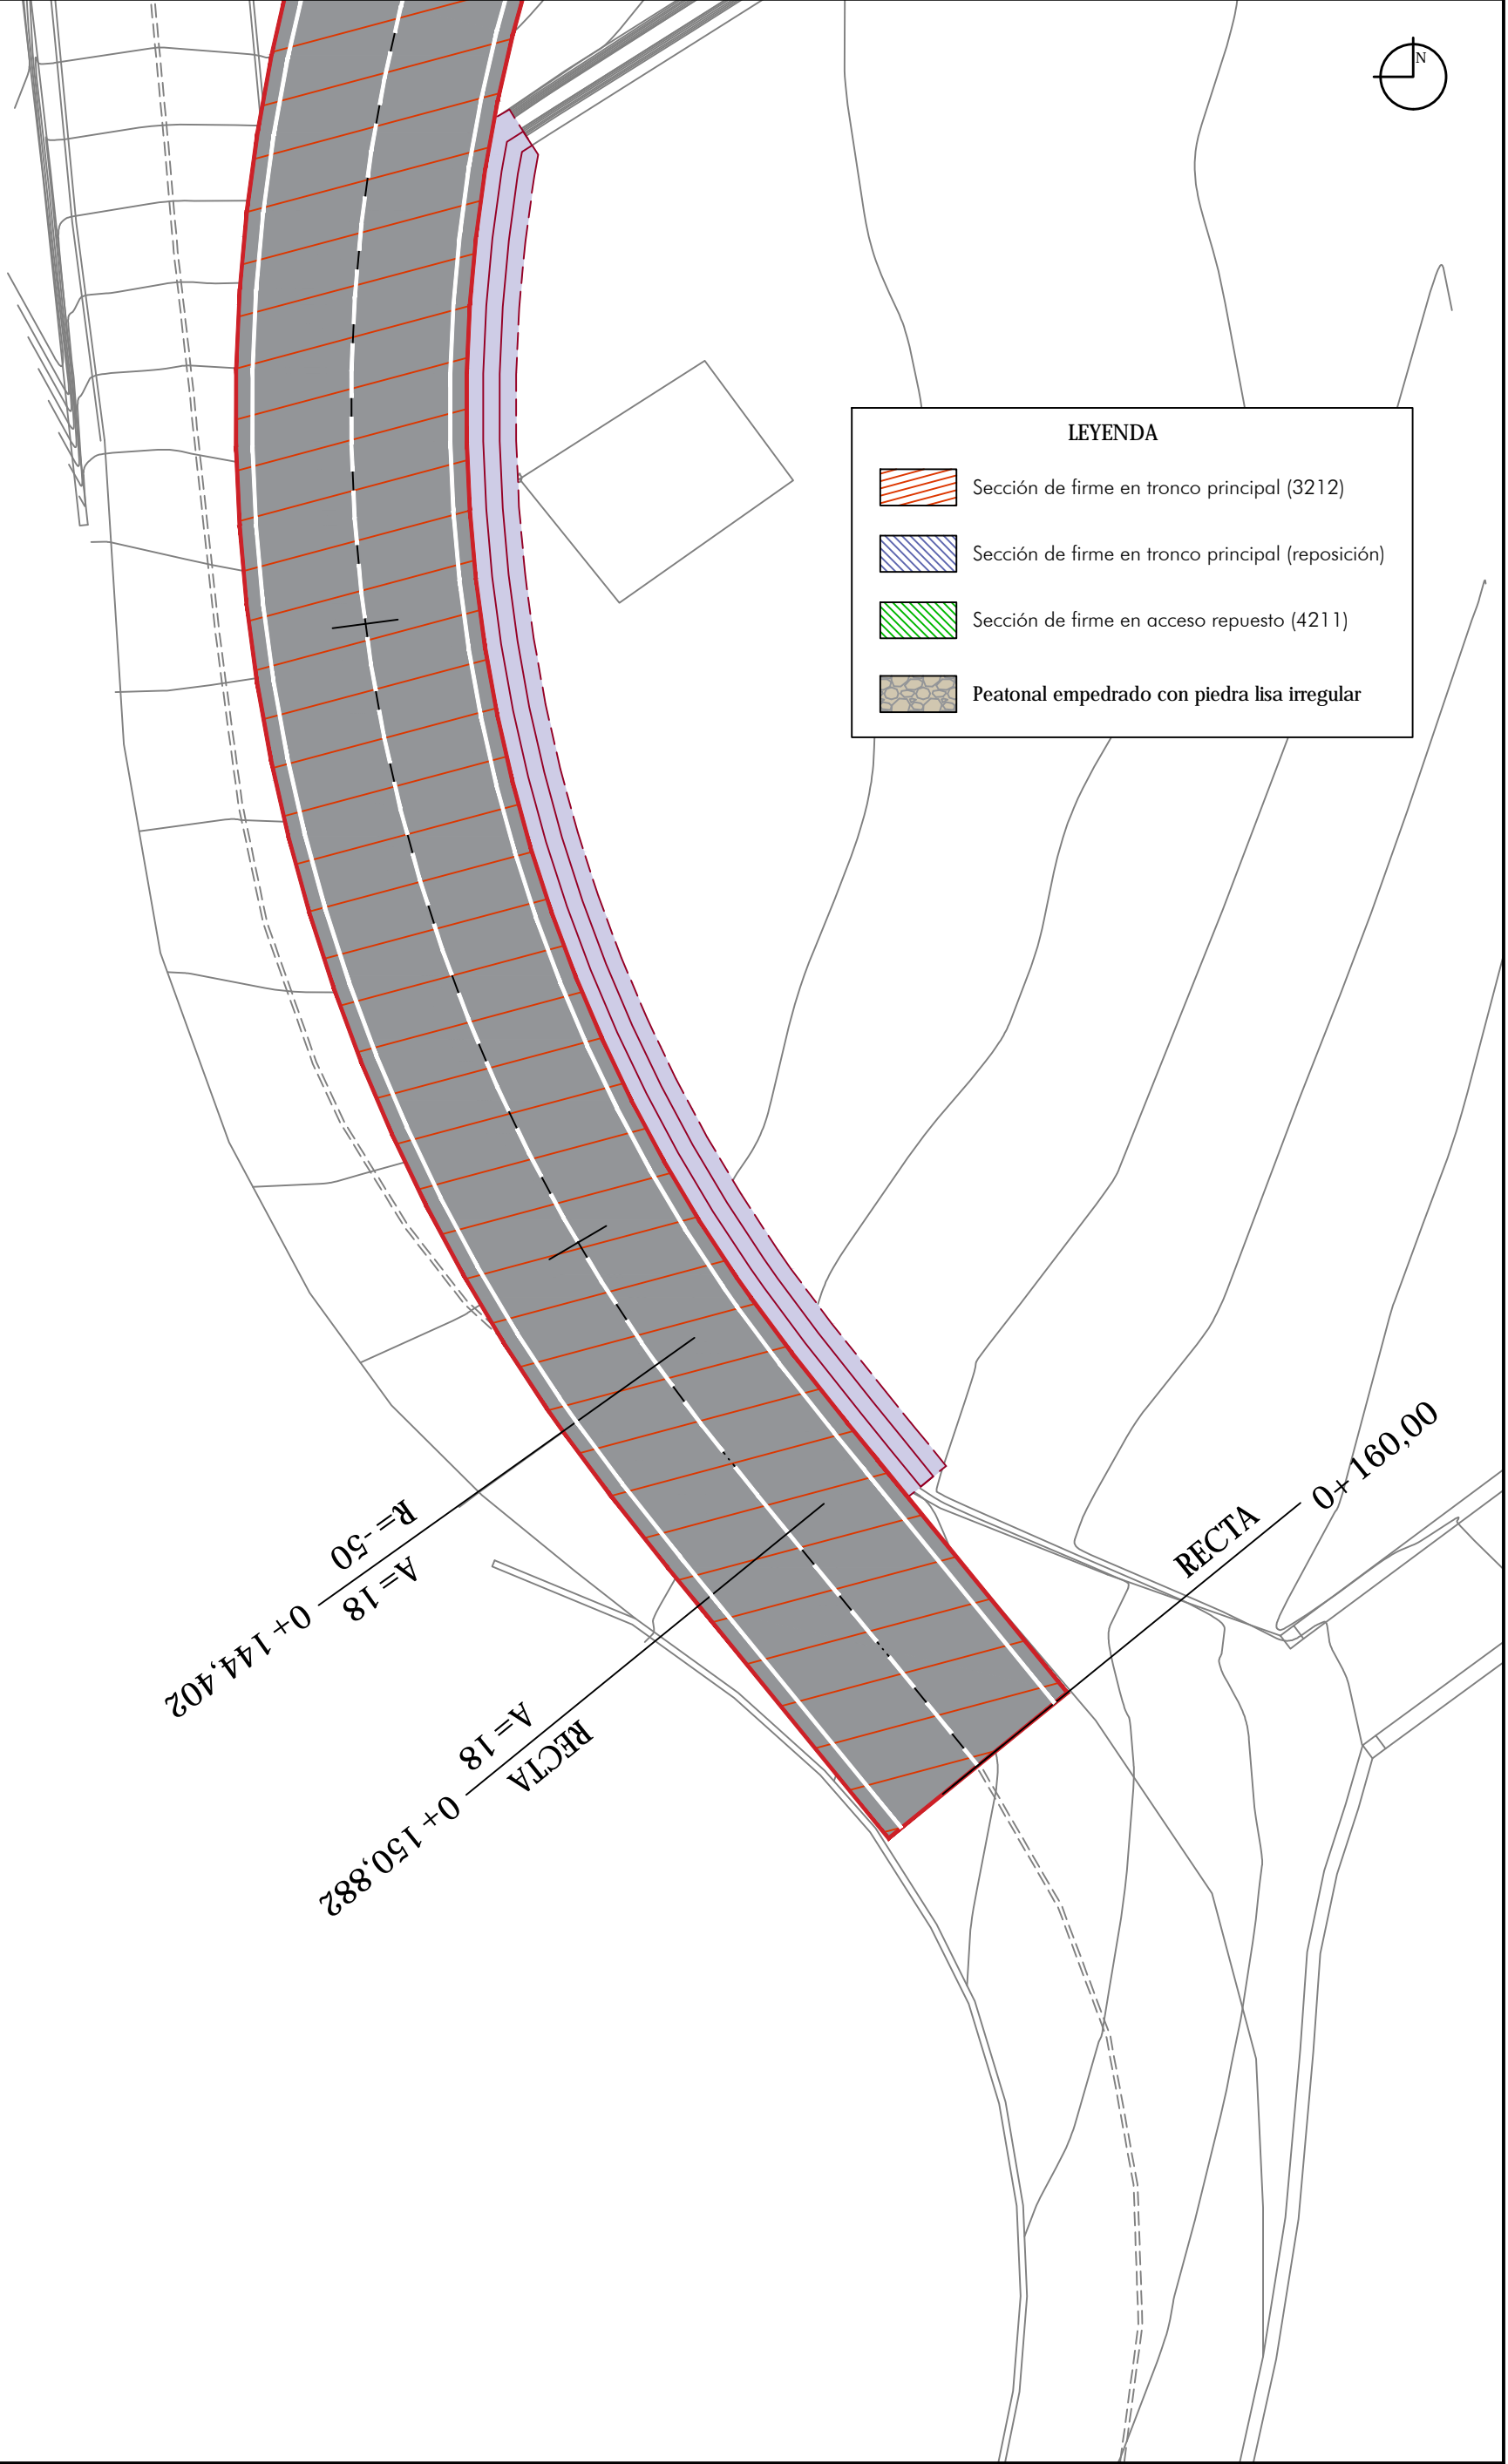 N
LEYENDA
Sección de firme en tronco principal (3212)
Sección de firme en tronco principal (reposición)
Sección de firme en acceso repuesto (4211)
Peatonal empedrado con piedra lisa irregular
RECTA
0+160,00
R=-50
A=18
0+144,402
A=18
RECTA
0+150,882